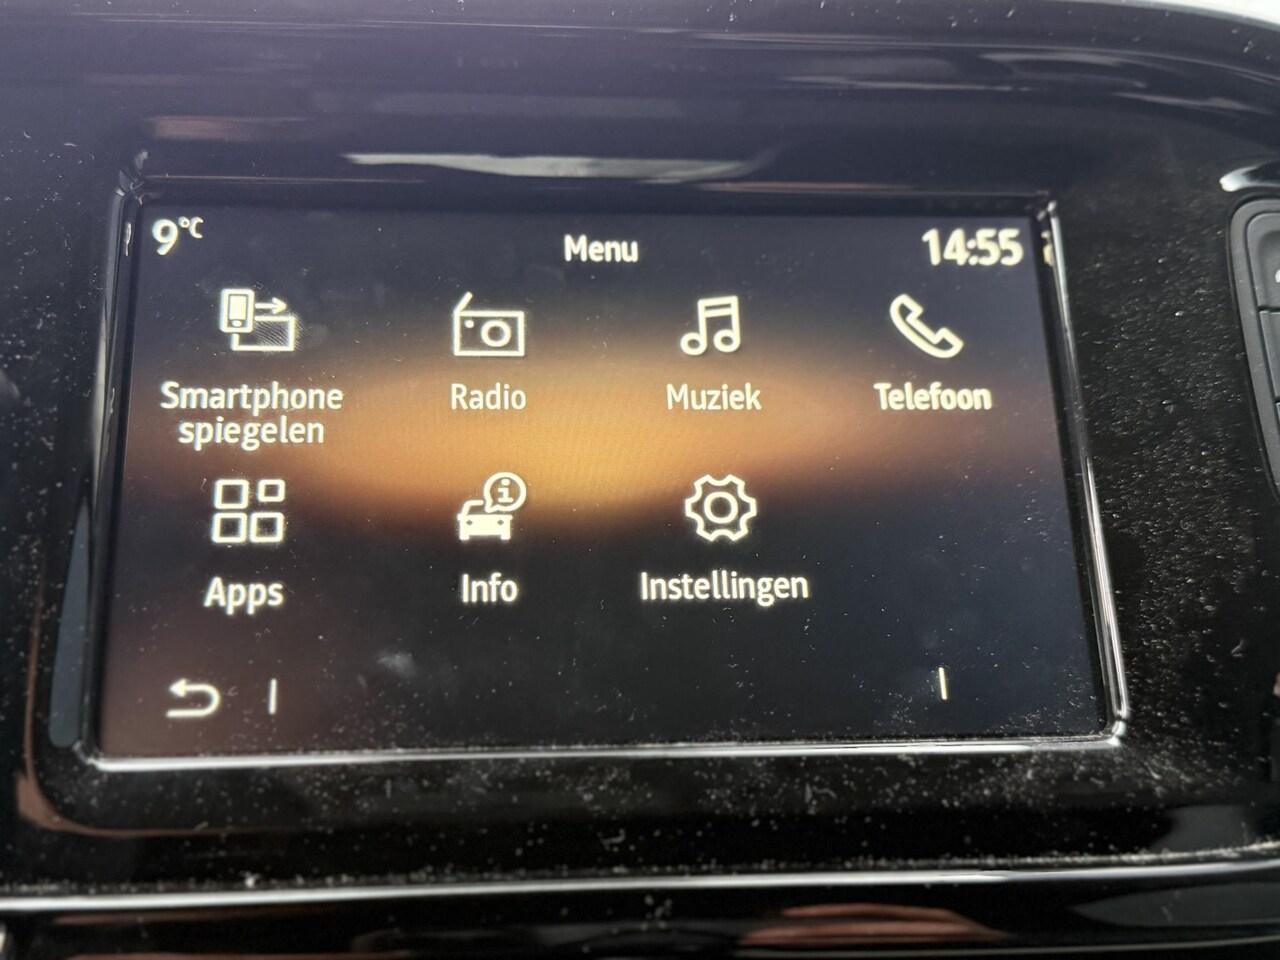 9°C Menu 14:55
Smartphone spiegelen
Radio
Muziek
Telefoon
Apps
Info
Instellingen